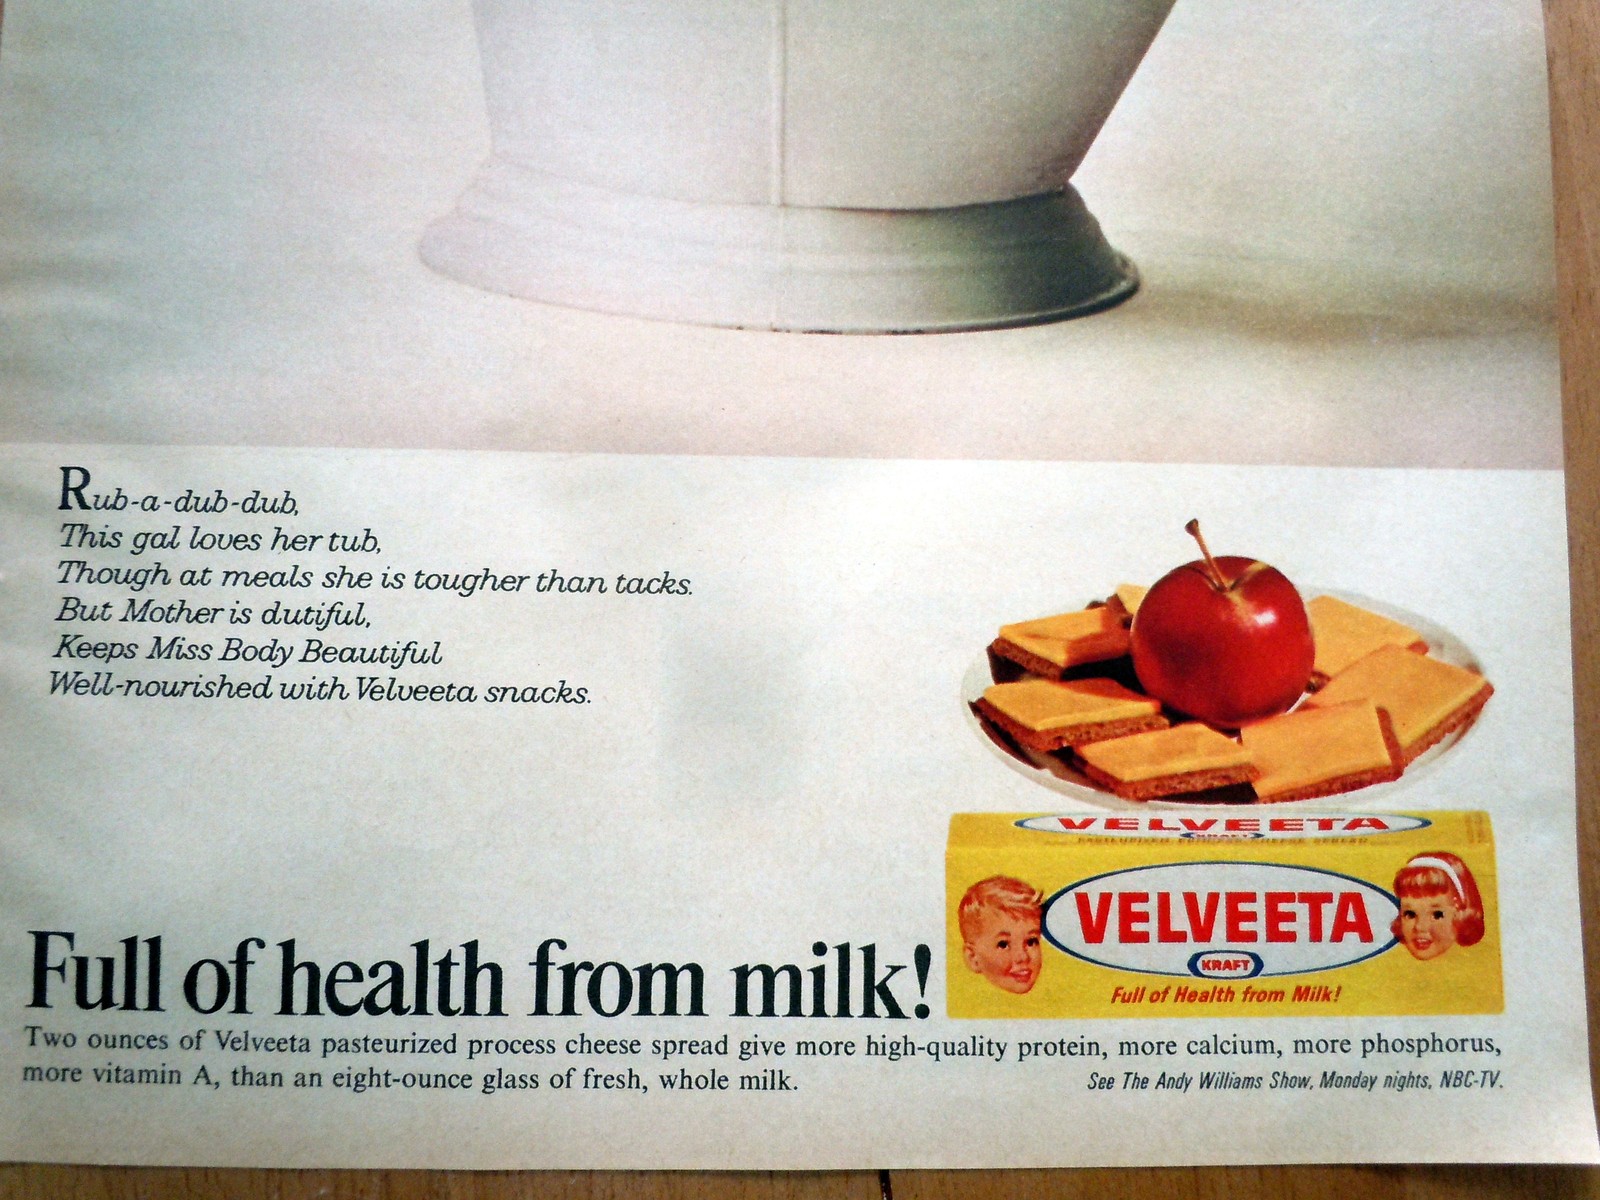 Rub-a-dub-dub,
This gal loves her tub,
Though at meals she is tougher than tacks.
But Mother is dutiful,
Keeps Miss Body Beautiful
Well-nourished with Velveeta snacks.
VELVEETA
KRAFT
VELVEETA
KRAFT
Full of Health from Milk!
Full of health from milk!
Two ounces of Velveeta pasteurized process cheese spread give more high-quality protein, more calcium, more phosphorus,
more vitamin A, than an eight-ounce glass of fresh, whole milk.
See The Andy Williams Show, Monday nights, NBC-TV.